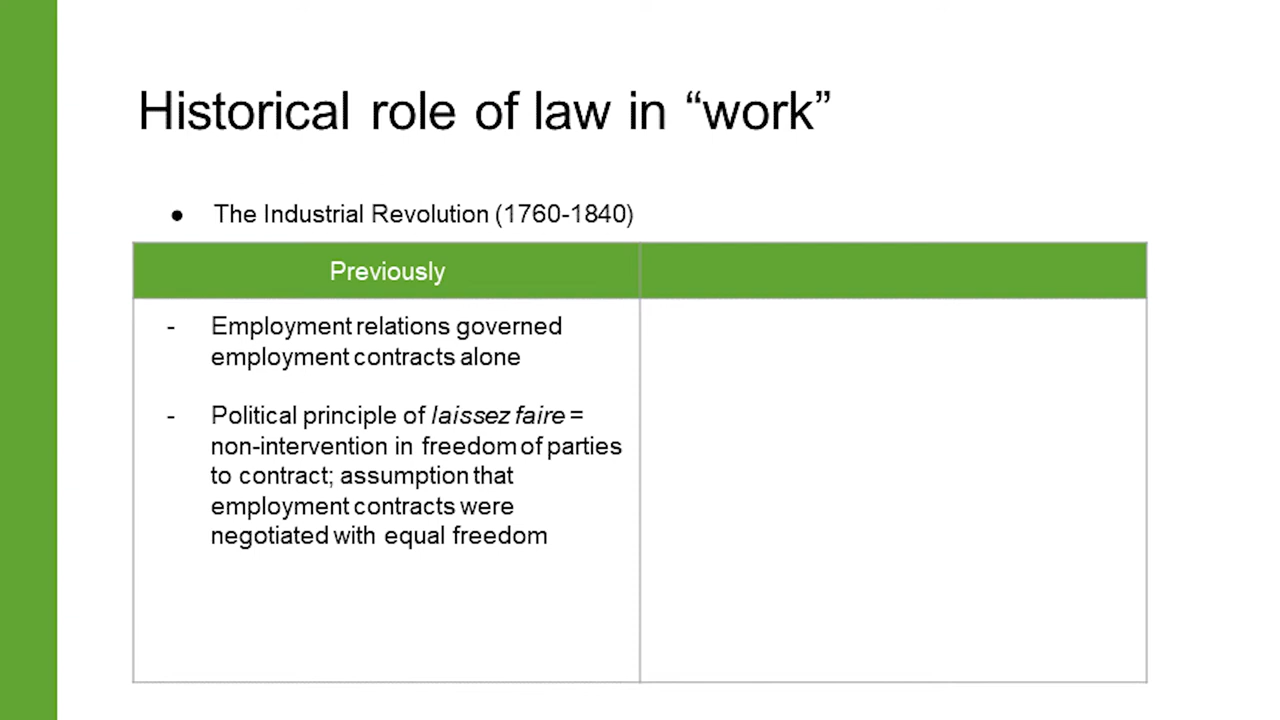 Historical role of law in “work”
● The Industrial Revolution (1760-1840)
Previously
- Employment relations governed
employment contracts alone
- Political principle of laissez faire =
non-intervention in freedom of parties
to contract; assumption that
employment contracts were
negotiated with equal freedom